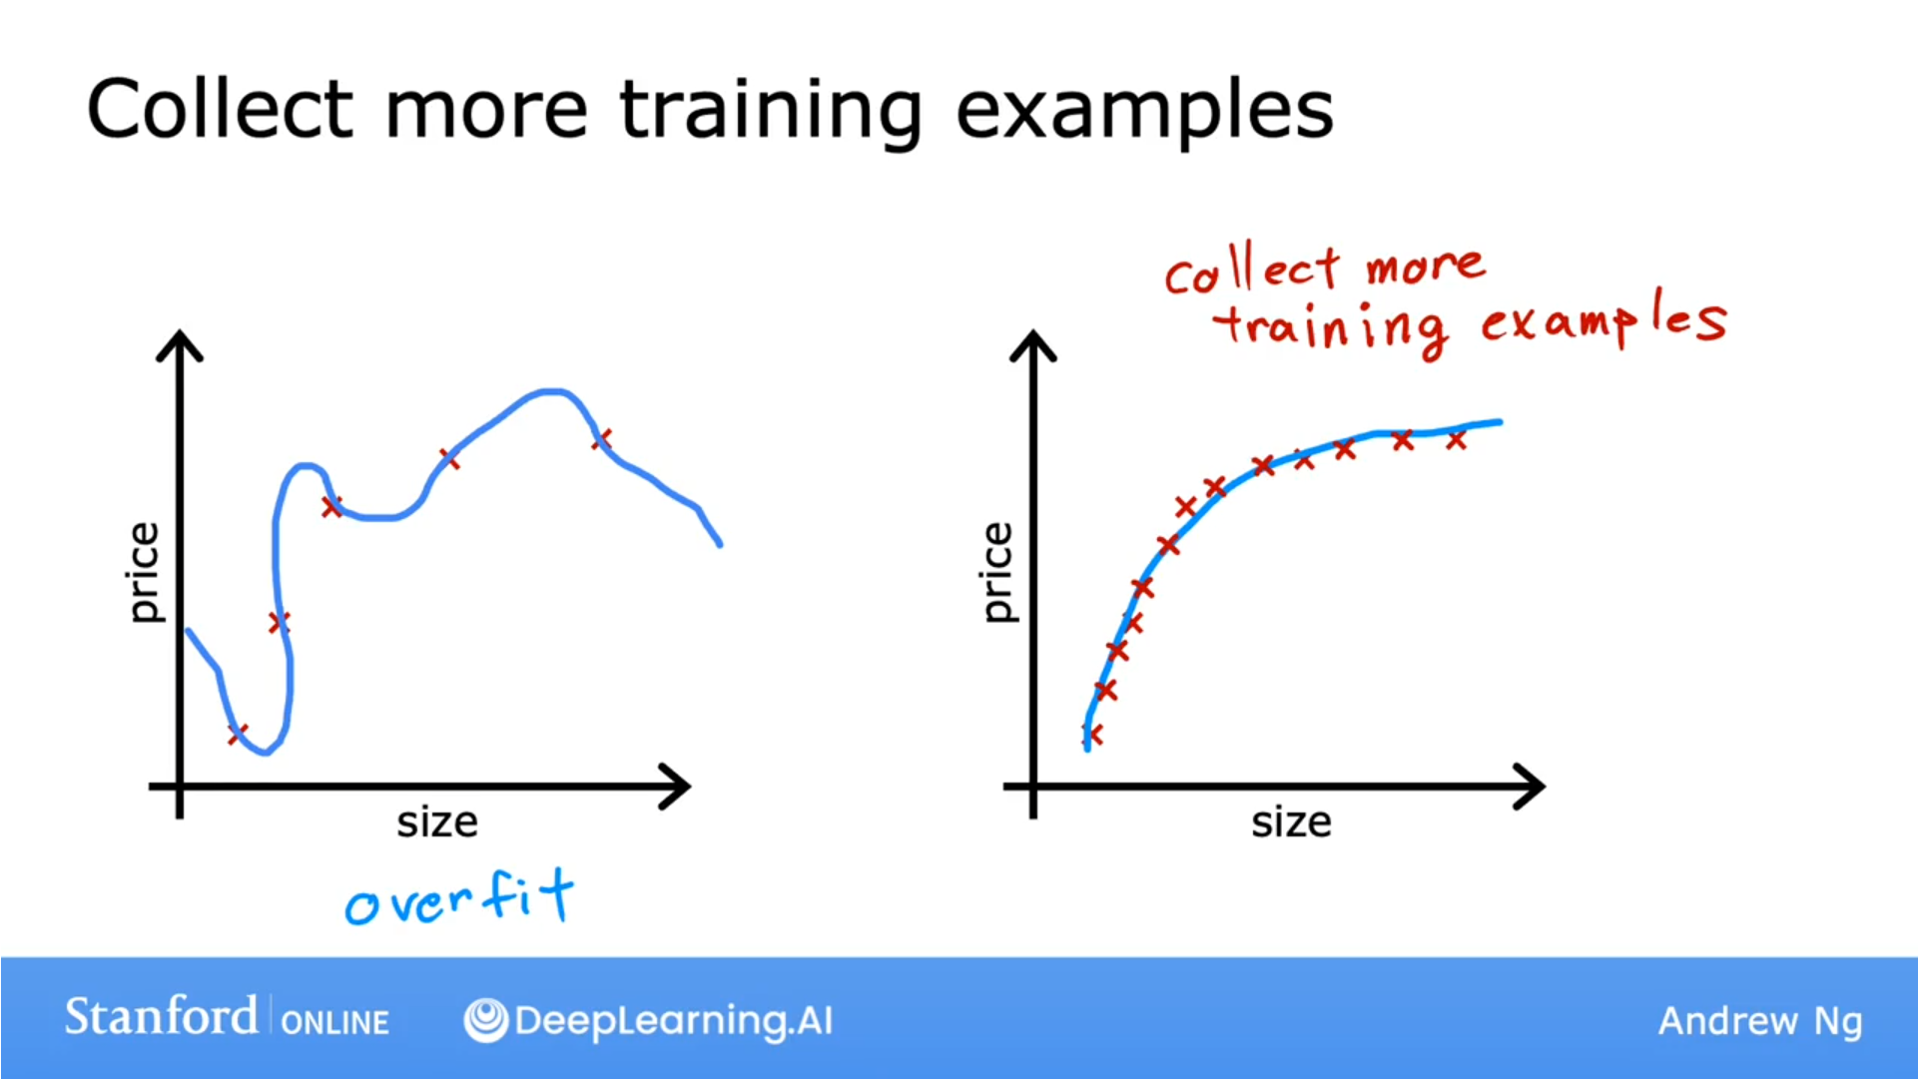 Collect more training examples
collect more
training examples
price
size
overfit
price
size
Stanford ONLINE
DeepLearning.AI
Andrew Ng